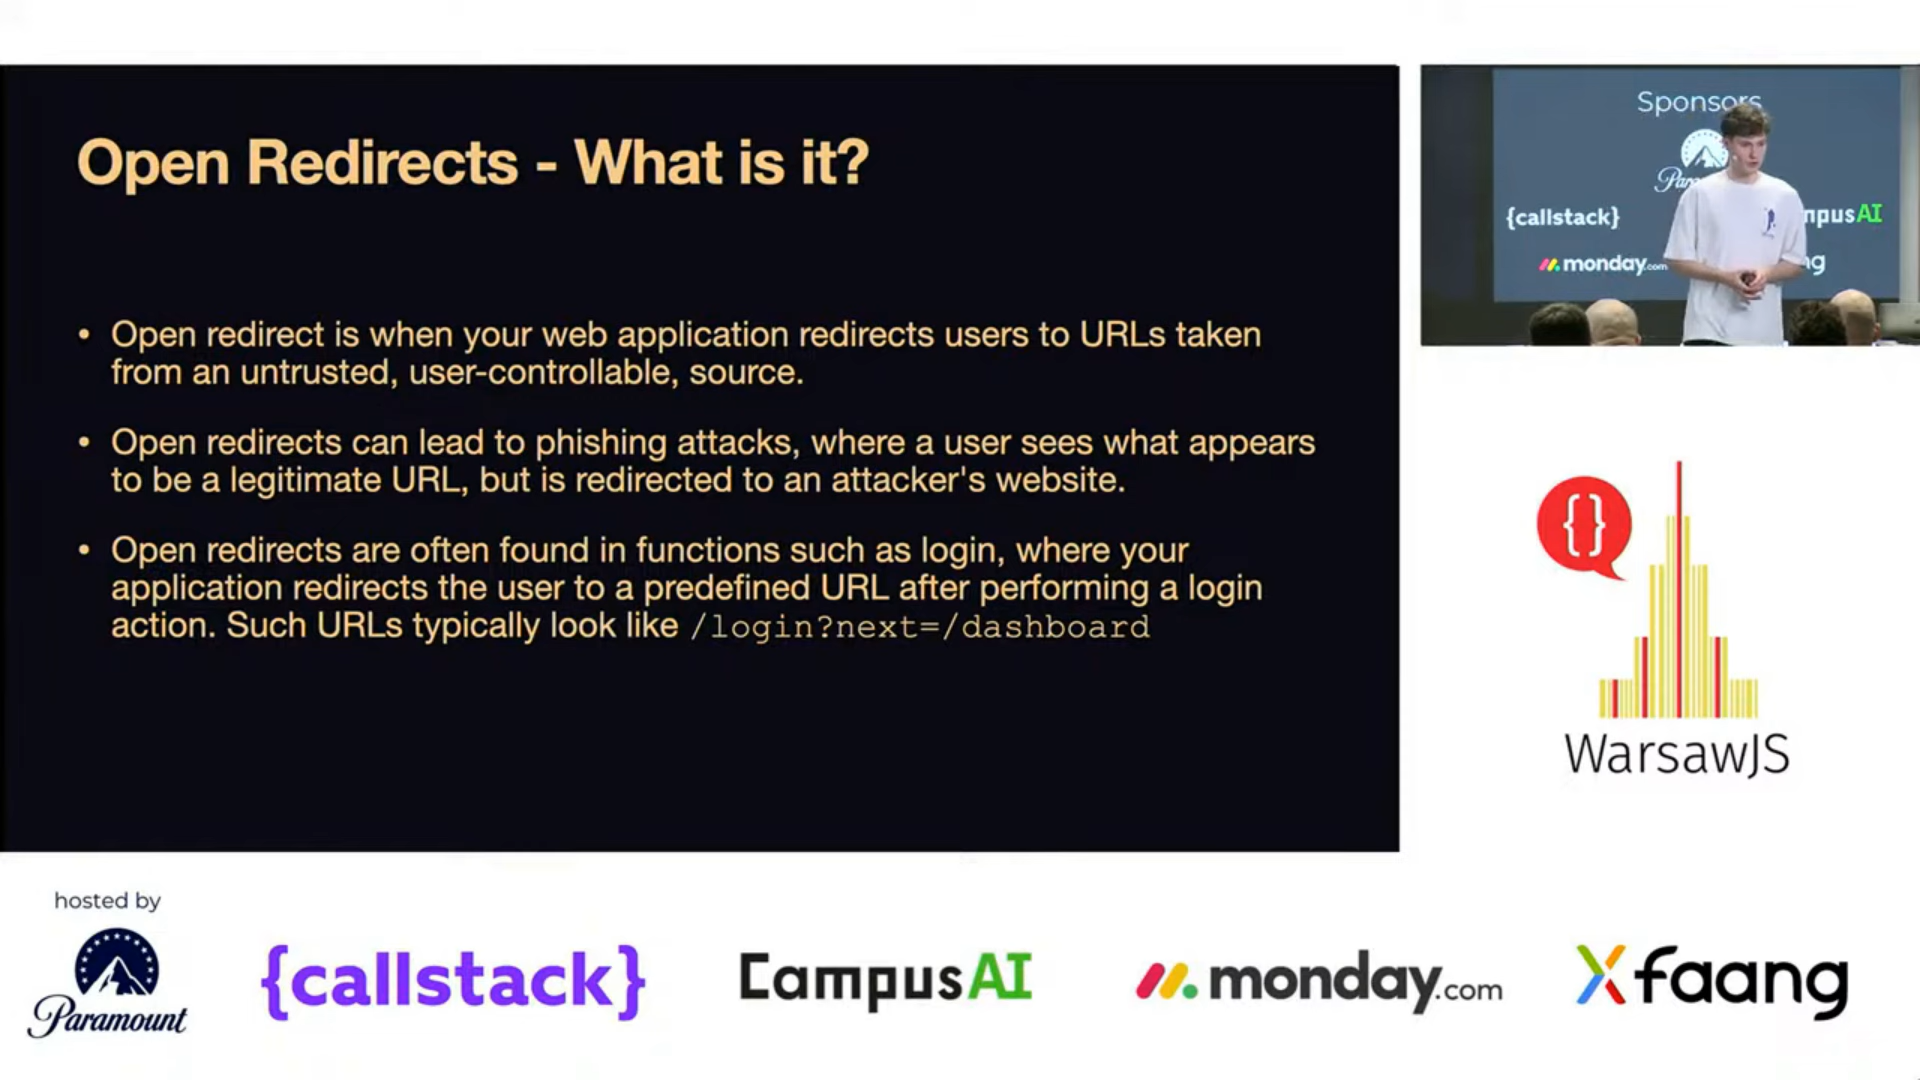 Open Redirects - What is it?
• Open redirect is when your web application redirects users to URLs taken
from an untrusted, user-controllable, source.
• Open redirects can lead to phishing attacks, where a user sees what appears
to be a legitimate URL, but is redirected to an attacker's website.
• Open redirects are often found in functions such as login, where your
application redirects the user to a predefined URL after performing a login
action. Such URLs typically look like /login?next=/dashboard
Sponsors
{callstack}
mpusAI
monday.com
ng
{}
WarsawJS
hosted by
Paramount
{callstack}
CampusAI
monday.com
Xfaang